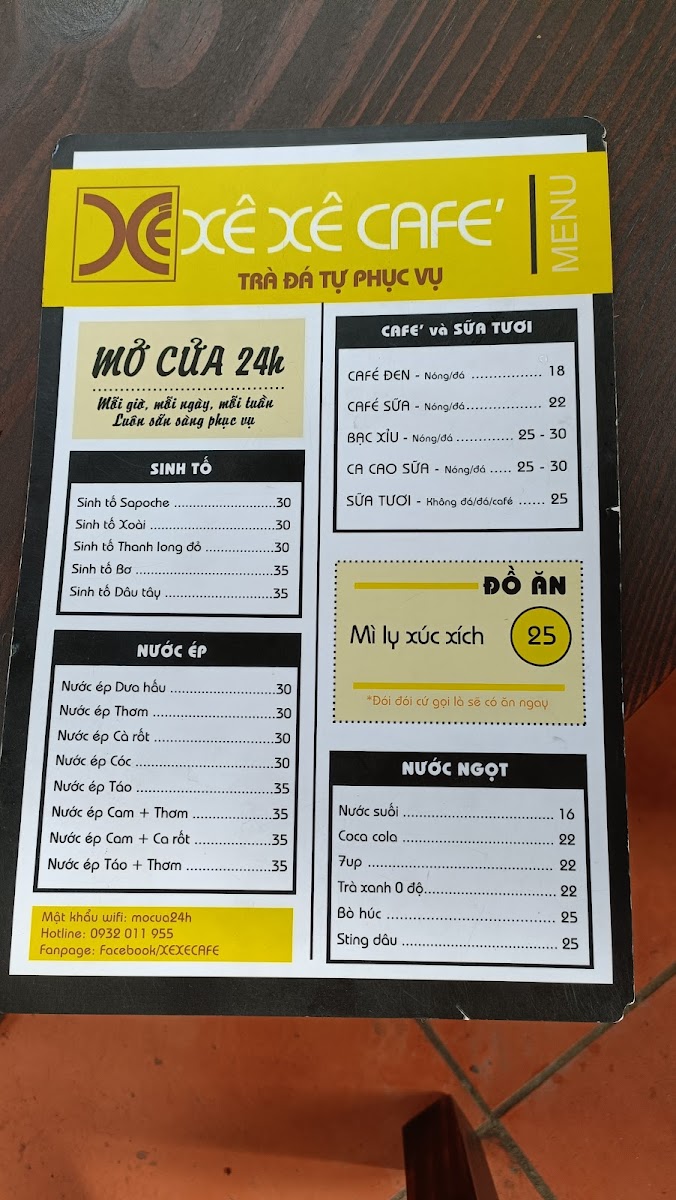 XÊ
XÊ XÊ CAFE'
MENU
TRÀ ĐÁ TỰ PHỤC VỤ
MỞ CỬA 24h
Mỗi giờ, mỗi ngày, mỗi tuần
Luôn sẵn sàng phục vụ
SINH TỐ
Sinh tố Sapoche ............................30
Sinh tố Xoài ..................................30
Sinh tố Thanh long đỏ ....................30
Sinh tố Bơ .....................................35
Sinh tố Dâu tây ..............................35
NƯỚC ÉP
Nước ép Dưa hấu ..........................30
Nước ép Thơm ...............................30
Nước ép Cà rốt ..............................30
Nước ép Cóc ..................................30
Nước ép Táo ..................................35
Nước ép Cam + Thơm .....................35
Nước ép Cam + Ca rốt ....................35
Nước ép Táo + Thơm ......................35
Mật khẩu wifi: mocua24h
Hotline: 0932 011 955
Fanpage: Facebook/XEXECAFE
CAFE' và SỮA TƯƠI
CAFÉ ĐEN - Nóng/đá ................. 18
CAFÉ SỮA - Nóng/đá.................. 22
BẠC XỈU - Nóng/đá ............. 25 - 30
CA CAO SỮA - Nóng/đá ..... 25 - 30
SỮA TƯƠI - Không đá/đá/café ...... 25
ĐỒ ĂN
Mì ly xúc xích 25
*Đói đói cứ gọi là sẽ có ăn ngay
NƯỚC NGỌT
Nước suối ...................................... 16
Coca cola ...................................... 22
7up ................................................ 22
Trà xanh 0 độ................................. 22
Bò húc ........................................... 25
Sting dâu ....................................... 25